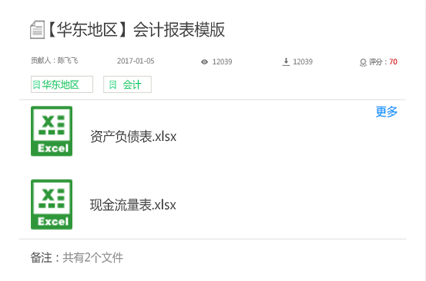 【华东地区】会计报表模版
贡献人：陈飞飞 2017-01-05 12039 12039 评分：70
华东地区 会计
更多
Excel
资产负债表.xlsx
Excel
现金流量表.xlsx
备注：共有2个文件